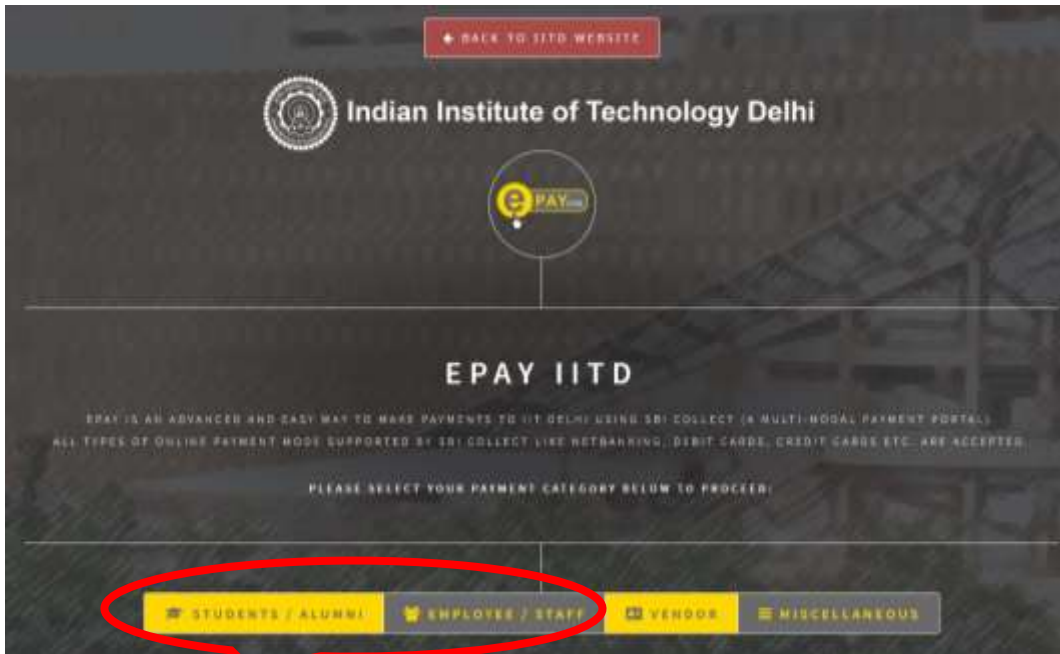 BACK TO IITD WEBSITE
Indian Institute of Technology Delhi
e PAY
EPAY IITD
EPAY IS AN ADVANCED AND EASY WAY TO MAKE PAYMENTS TO IIT DELHI USING SBI COLLECT (A MULTI-MODAL PAYMENT PORTAL).
ALL TYPES OF ONLINE PAYMENT MODE SUPPORTED BY SBI COLLECT LIKE NETBANKING, DEBIT CARDS, CREDIT CARDS ETC. ARE ACCEPTED.
PLEASE SELECT YOUR PAYMENT CATEGORY BELOW TO PROCEED:
STUDENTS / ALUMNI EMPLOYEE / STAFF VENDOR MISCELLANEOUS